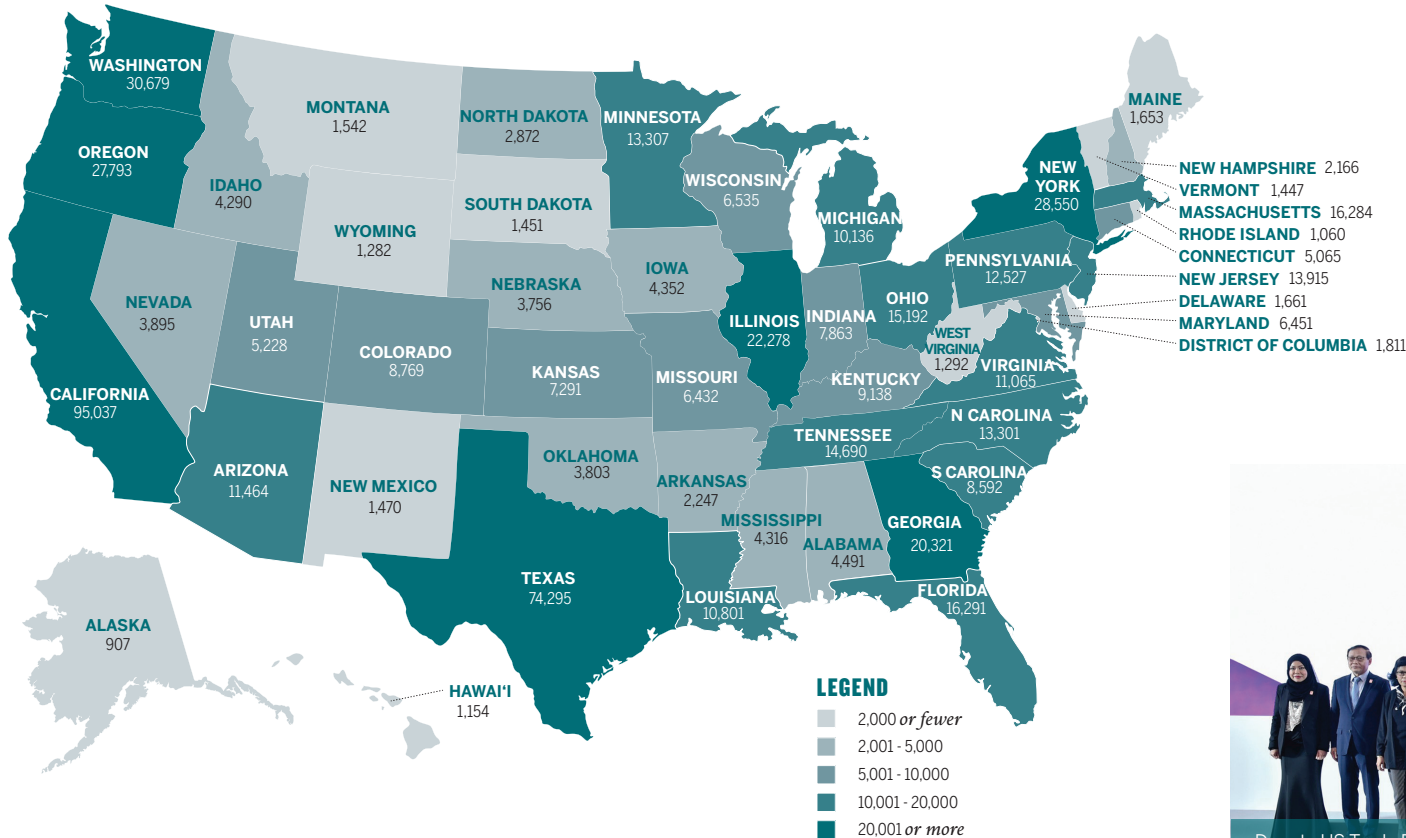 WASHINGTON
30,679
OREGON
27,793
CALIFORNIA
95,037
IDAHO
4,290
NEVADA
3,895
MONTANA
1,542
WYOMING
1,282
UTAH
5,228
COLORADO
8,769
ARIZONA
11,464
NEW MEXICO
1,470
NORTH DAKOTA
2,872
SOUTH DAKOTA
1,451
NEBRASKA
3,756
KANSAS
7,291
OKLAHOMA
3,803
TEXAS
74,295
MINNESOTA
13,307
IOWA
4,352
MISSOURI
6,432
ARKANSAS
2,247
LOUISIANA
10,801
WISCONSIN
6,535
ILLINOIS
22,278
MICHIGAN
10,136
INDIANA
7,863
OHIO
15,192
KENTUCKY
9,138
TENNESSEE
14,690
MISSISSIPPI
4,316
ALABAMA
4,491
GEORGIA
20,321
FLORIDA
16,291
S CAROLINA
8,592
N CAROLINA
13,301
VIRGINIA
11,065
WEST
VIRGINIA
1,292
PENNSYLVANIA
12,527
NEW
YORK
28,550
MAINE
1,653
NEW HAMPSHIRE 2,166
VERMONT 1,447
MASSACHUSETTS 16,284
RHODE ISLAND 1,060
CONNECTICUT 5,065
NEW JERSEY 13,915
DELAWARE 1,661
MARYLAND 6,451
DISTRICT OF COLUMBIA 1,811
ALASKA
907
HAWAI‘I
1,154
LEGEND
2,000 or fewer
2,001 - 5,000
5,001 - 10,000
10,001 - 20,000
20,001 or more